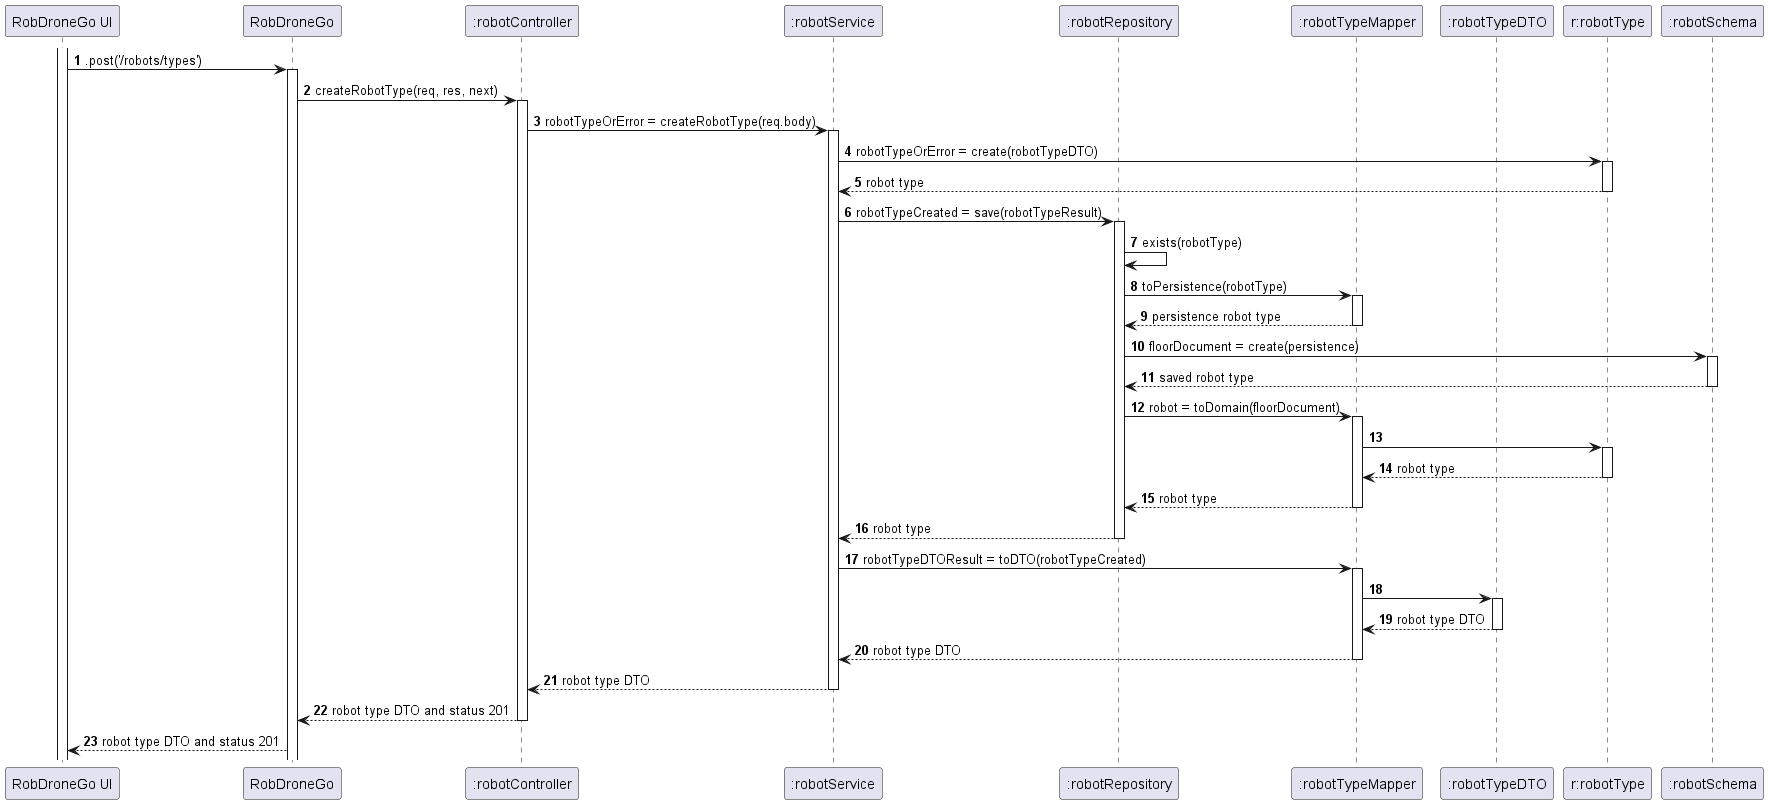 RobDroneGo UI RobDroneGo :robotController :robotService :robotRepository :robotTypeMapper :robotTypeDTO r:robotType :robotSchema
1 .post('/robots/types')
2 createRobotType(req, res, next)
3 robotTypeOrError = createRobotType(req.body)
4 robotTypeOrError = create(robotTypeDTO)
5 robot type
6 robotTypeCreated = save(robotTypeResult)
7 exists(robotType)
8 toPersistence(robotType)
9 persistence robot type
10 floorDocument = create(persistence)
11 saved robot type
12 robot = toDomain(floorDocument)
13
14 robot type
15 robot type
16 robot type
17 robotTypeDTOResult = toDTO(robotTypeCreated)
18
19 robot type DTO
20 robot type DTO
21 robot type DTO
22 robot type DTO and status 201
23 robot type DTO and status 201
RobDroneGo UI RobDroneGo :robotController :robotService :robotRepository :robotTypeMapper :robotTypeDTO r:robotType :robotSchema